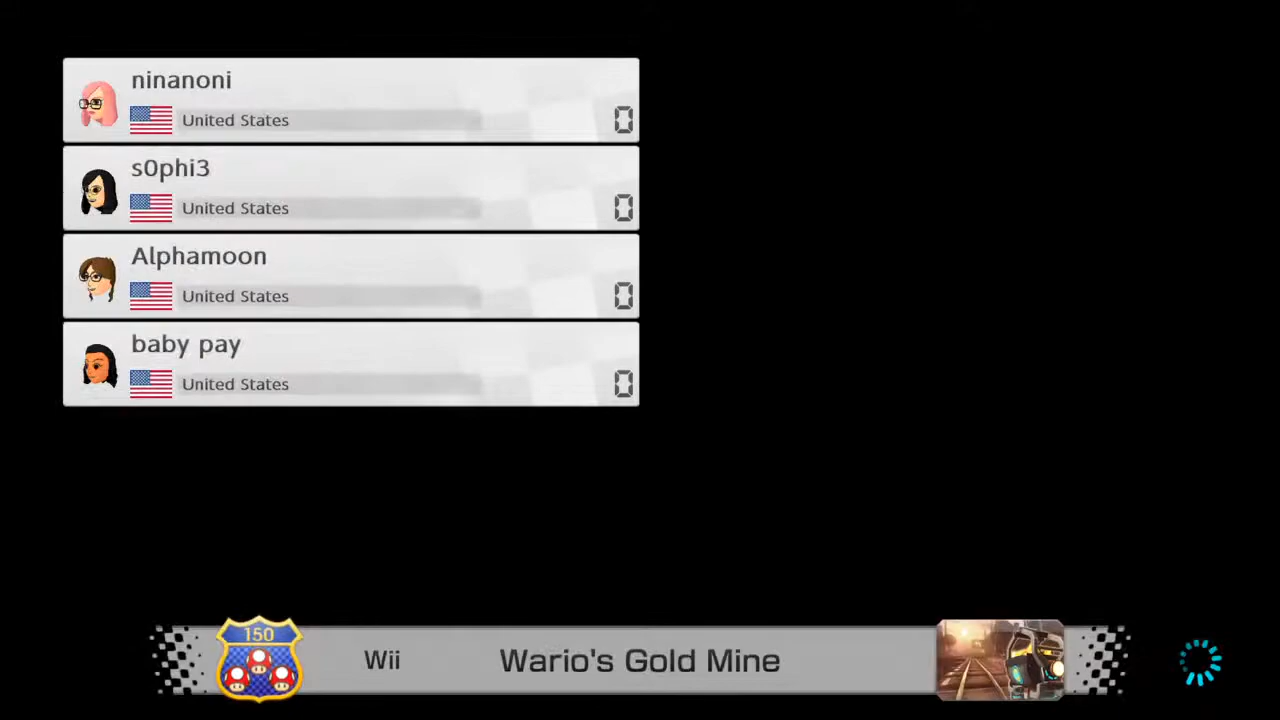 ninanoni
United States 0
s0phi3
United States 0
Alphamoon
United States 0
baby pay
United States 0
150
Wii Wario's Gold Mine